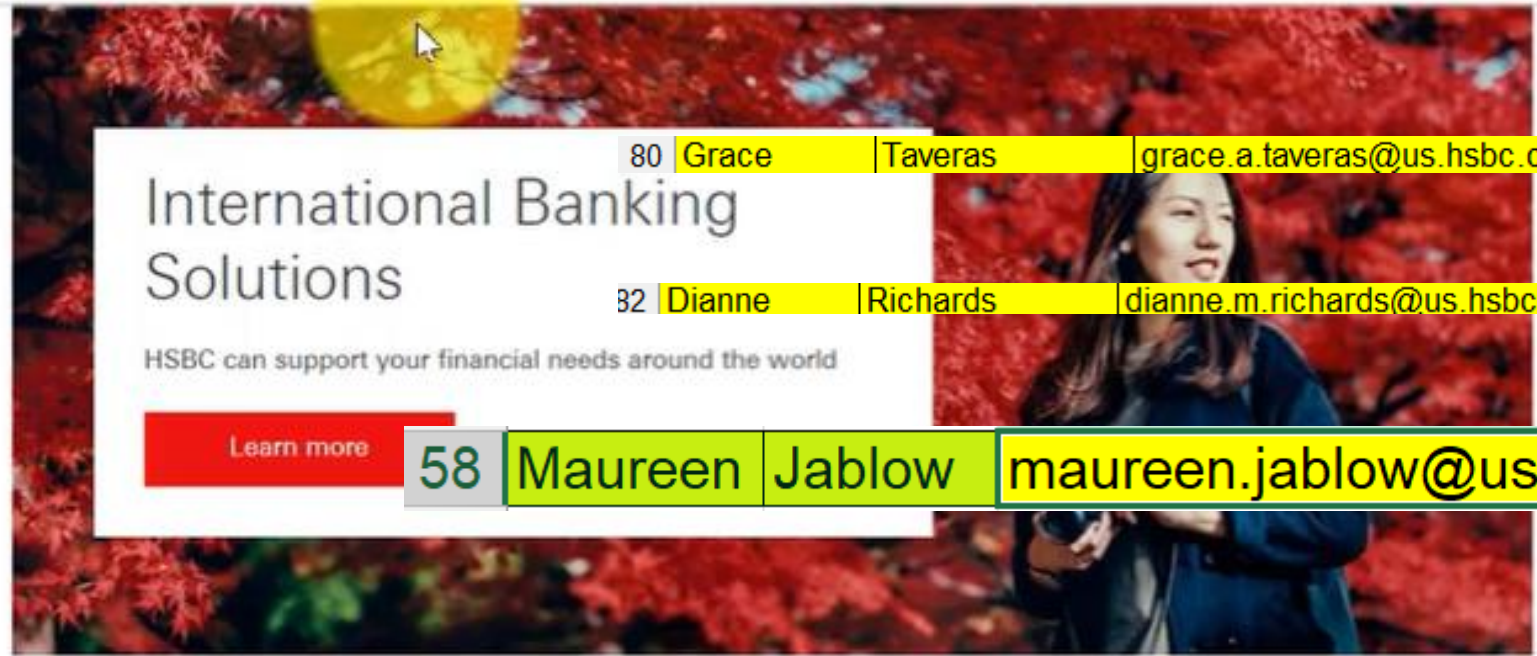 80 Grace Taveras grace.a.taveras@us.hsbc.c
International Banking
Solutions
82 Dianne Richards dianne.m.richards@us.hsbc
HSBC can support your financial needs around the world
Learn more
58 Maureen Jablow maureen.jablow@us